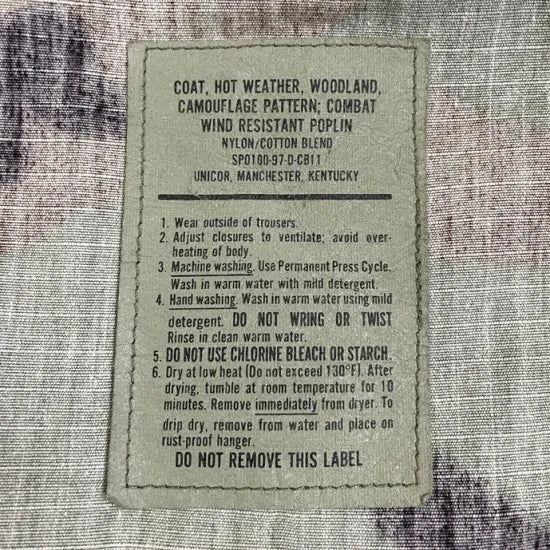 COAT, HOT WEATHER, WOODLAND,
CAMOUFLAGE PATTERN; COMBAT
WIND RESISTANT POPLIN
NYLON/COTTON BLEND
SPO100-97-D-CB11
UNICOR, MANCHESTER, KENTUCKY
1. Wear outside of trousers.
2. Adjust closures to ventilate; avoid over-
heating of body.
3. Machine washing. Use Permanent Press Cycle.
Wash in warm water with mild detergent.
4. Hand washing. Wash in warm water using mild
detergent. DO NOT WRING OR TWIST
Rinse in clean warm water.
5. DO NOT USE CHLORINE BLEACH OR STARCH.
6. Dry at low heat (Do not exceed 130°F). After
drying, tumble at room temperature for 10
minutes. Remove immediately from dryer. To
drip dry, remove from water and place on
rust-proof hanger.
DO NOT REMOVE THIS LABEL